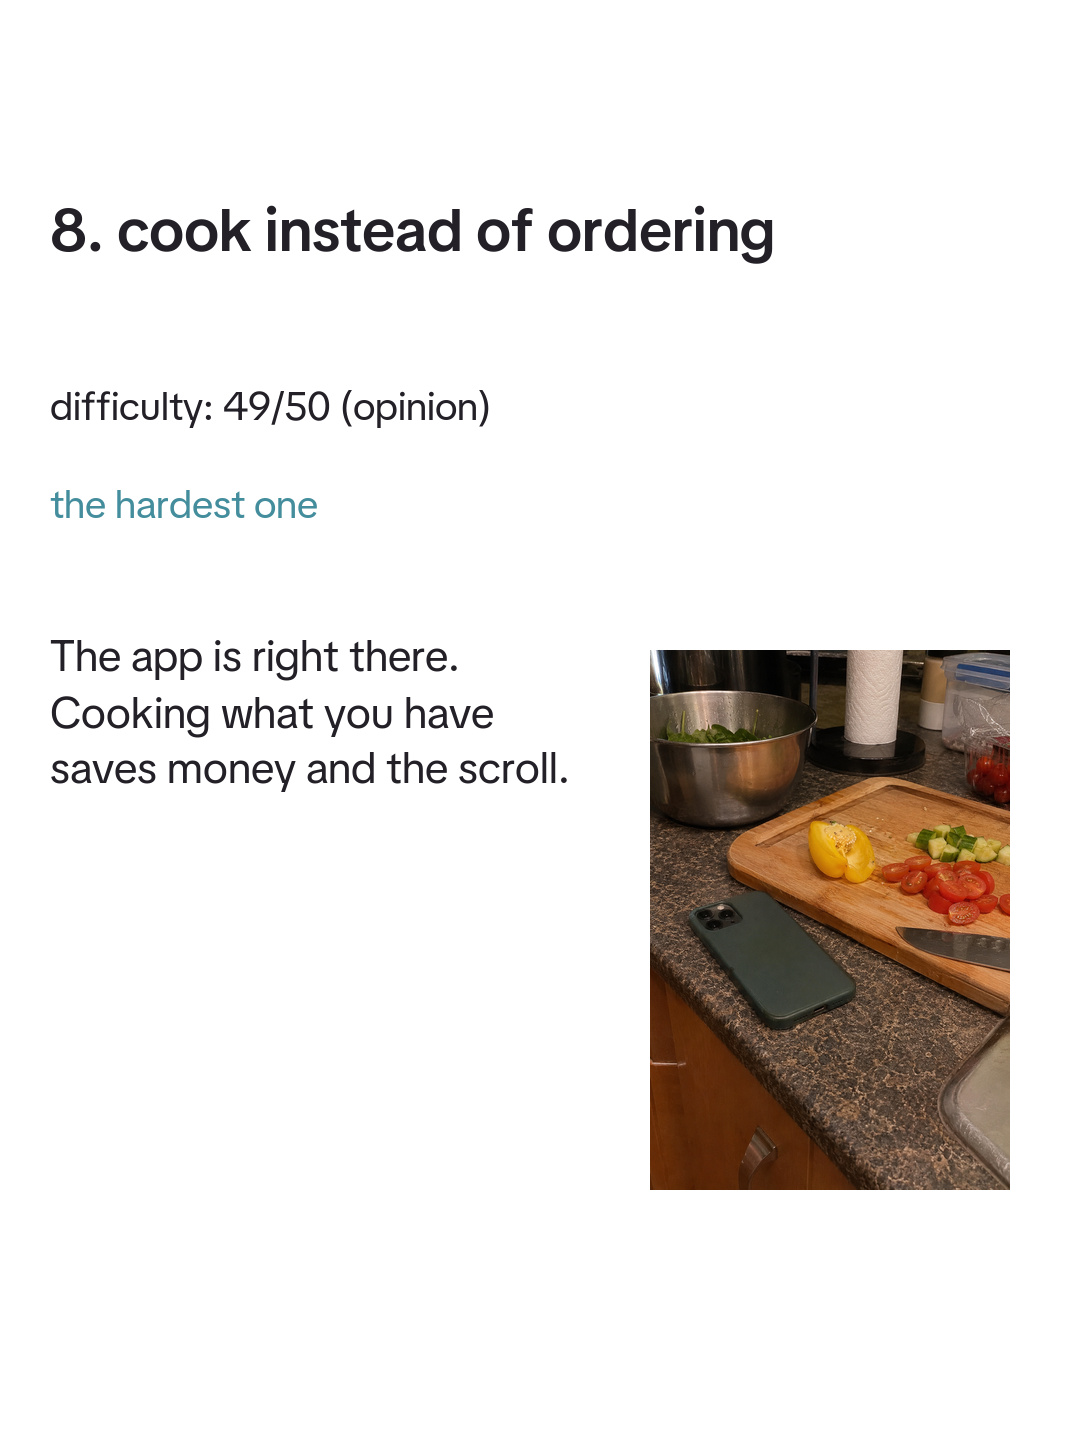 8. cook instead of ordering
difficulty: 49/50 (opinion)
the hardest one
The app is right there.
Cooking what you have
saves money and the scroll.